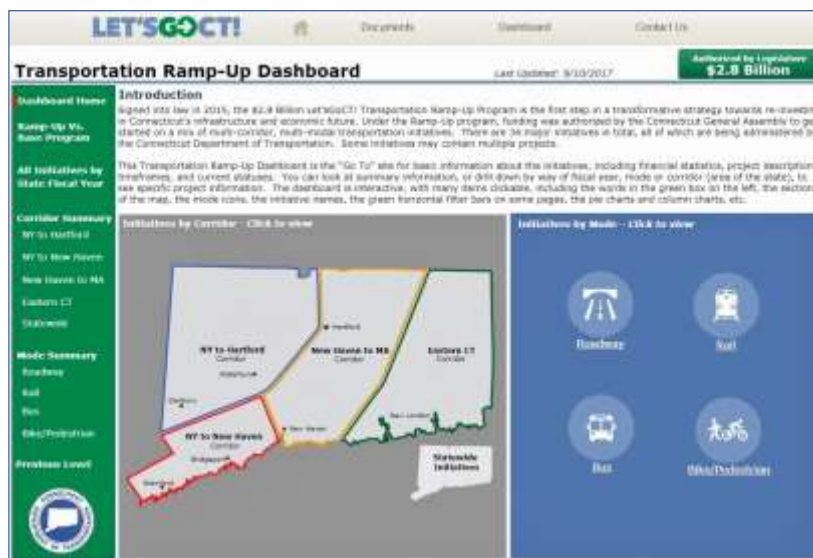 LET'SGOCT!
Documents
Dashboard
Contact Us
Transportation Ramp-Up Dashboard
Last Updated: 9/10/2017
Authorized by Legislature
$2.8 Billion
Dashboard Home
Ramp-Up Vs.
Base Program
All Initiatives by
State Fiscal Year
Corridor Summary
NY to Hartford
NY to New Haven
New Haven to MA
Eastern CT
Statewide
Mode Summary
Roadway
Rail
Bus
Bike/Pedestrian
Previous Level
Introduction
Signed into law in 2015, the $2.8 Billion Let'sGoCT! Transportation Ramp-Up Program is the first step in a transformative strategy towards re-investing
in Connecticut's infrastructure and economic future. Under the Ramp-Up program, funding was authorized by the Connecticut General Assembly to get
started on a mix of multi-corridor, multi-modal transportation initiatives. There are major initiatives in total, all of which are being administered by
the Connecticut Department of Transportation. Some initiatives may contain multiple projects.
This Transportation Ramp-Up Dashboard is the "Go To" site for basic information about the initiatives, including financial statistics, project descriptions,
timeframes, and current statuses. You can look at summary information, or drill down by way of fiscal year, mode or corridor (area of the state), to
see specific project information. The dashboard is interactive, with many items clickable, including the words in the green box on the left, the sections
of the map, the mode icons, the initiative names, the green horizontal filter bars on some pages, the pie charts and column charts, etc.
Initiatives by Corridor - Click to view
NY to Hartford
Corridor
Waterbury
Danbury
Hartford
New Haven to MA
Corridor
New Haven
Eastern CT
Corridor
New London
NY to New Haven
Corridor
Bridgeport
Stamford
Statewide
Initiatives
Initiatives by Mode - Click to view
Roadway
Rail
Bus
Bike/Pedestrian